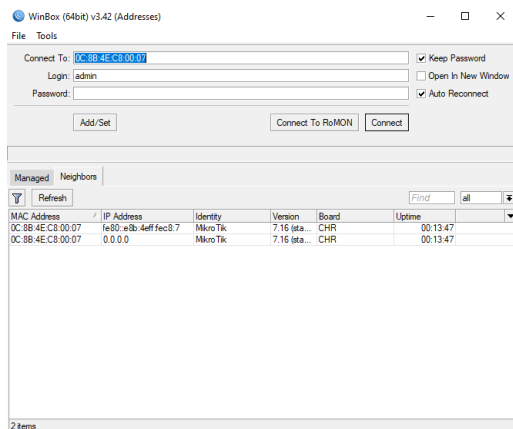 WinBox (64bit) v3.42 (Addresses)
File Tools
Connect To: 0C:8B:4E:C8:00:07
Keep Password
Login: admin
Open In New Window
Password:
Auto Reconnect
Add/Set Connect To RoMON Connect
Managed Neighbors
Refresh Find all
MAC Address IP Address Identity Version Board Uptime
0C:8B:4E:C8:00:07 fe80::e8b:4eff:fec8:7 MikroTik 7.16 (sta... CHR 00:13:47
0C:8B:4E:C8:00:07 0.0.0.0 MikroTik 7.16 (sta... CHR 00:13:47
2 items